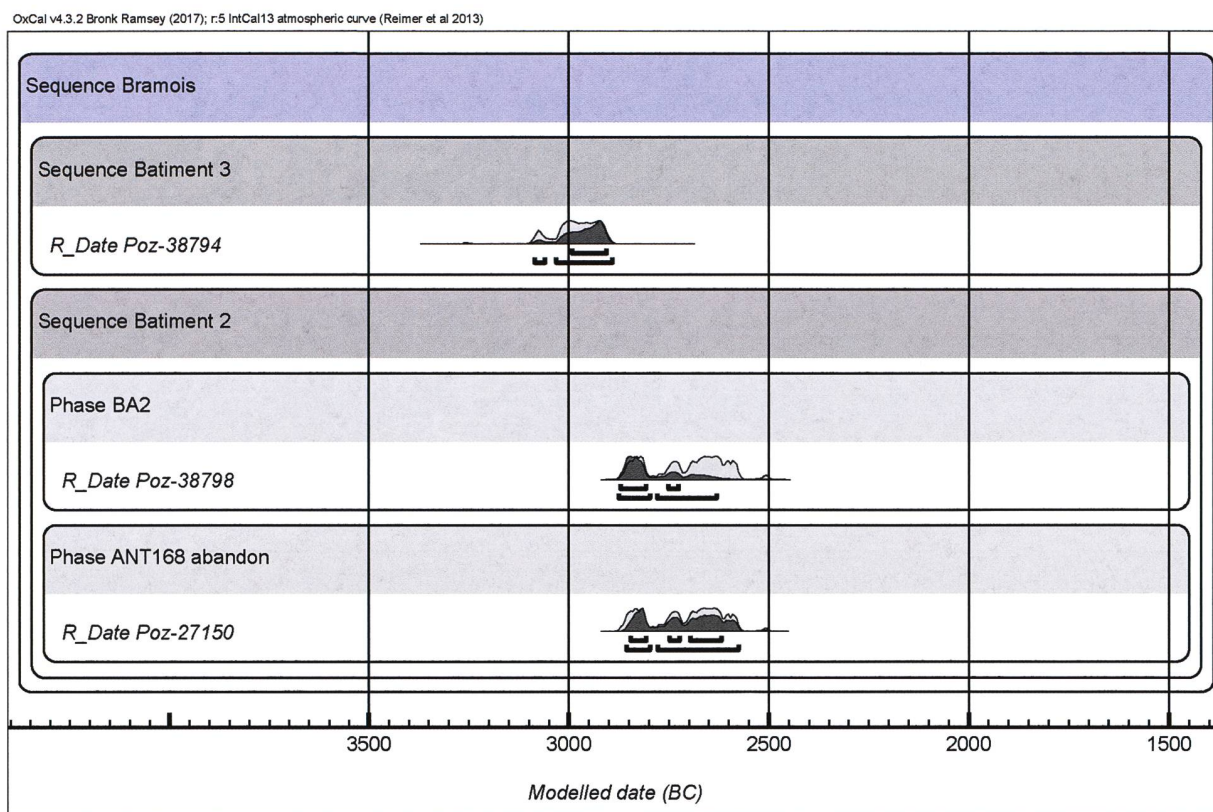 OxCal v4.3.2 Bronk Ramsey (2017); r:5 IntCal13 atmospheric curve (Reimer et al 2013)
Sequence Bramois
Sequence Batiment 3
R_Date Poz-38794
Sequence Batiment 2
Phase BA2
R_Date Poz-38798
Phase ANT168 abandon
R_Date Poz-27150
3500 3000 2500 2000 1500
Modelled date (BC)